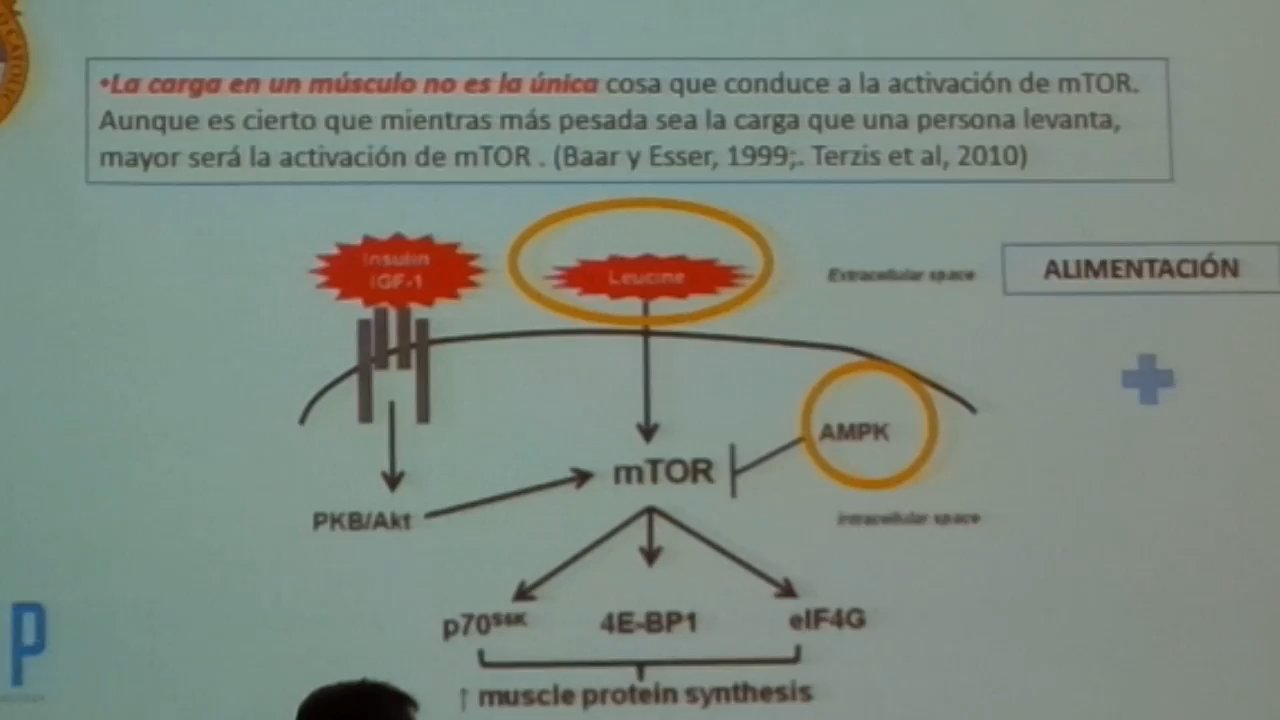 •La carga en un músculo no es la única cosa que conduce a la activación de mTOR.
Aunque es cierto que mientras más pesada sea la carga que una persona levanta,
mayor será la activación de mTOR . (Baar y Esser, 1999;. Terzis et al, 2010)
Insulin
IGF-1
Leucine
Extracellular space
ALIMENTACIÓN
AMPK
mTOR
PKB/Akt
intracellular space
p70S6K
4E-BP1
eIF4G
↑ muscle protein synthesis
P